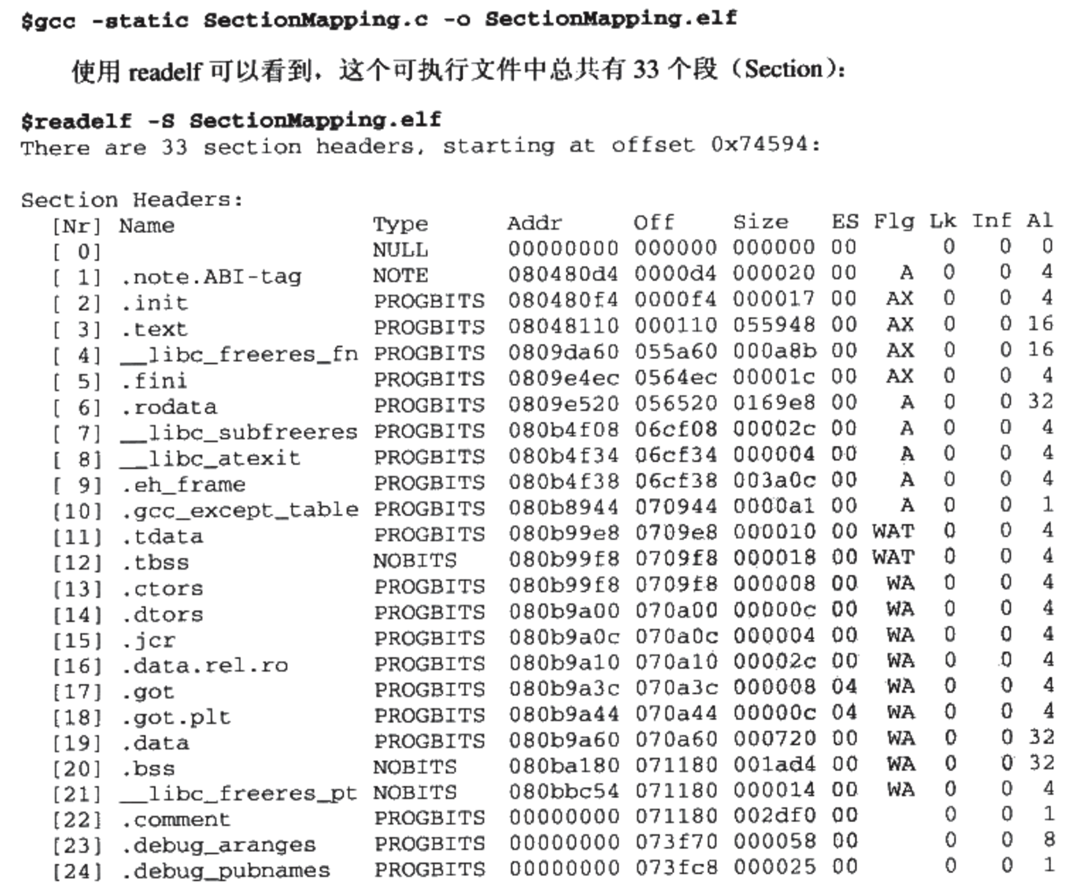 $gcc -static SectionMapping.c -o SectionMapping.elf
使用 readelf 可以看到，这个可执行文件中总共有 33 个段（Section）：
$readelf -S SectionMapping.elf
There are 33 section headers, starting at offset 0x74594:
Section Headers:
[Nr] Name Type Addr Off Size ES Flg Lk Inf Al
[ 0] NULL 00000000 000000 000000 00 0 0 0
[ 1] .note.ABI-tag NOTE 080480d4 0000d4 000020 00 A 0 0 4
[ 2] .init PROGBITS 080480f4 0000f4 000017 00 AX 0 0 4
[ 3] .text PROGBITS 08048110 000110 055948 00 AX 0 0 16
[ 4] __libc_freeres_fn PROGBITS 0809da60 055a60 000a8b 00 AX 0 0 16
[ 5] .fini PROGBITS 0809e4ec 0564ec 00001c 00 AX 0 0 4
[ 6] .rodata PROGBITS 0809e520 056520 0169e8 00 A 0 0 32
[ 7] __libc_subfreeres PROGBITS 080b4f08 06cf08 00002c 00 A 0 0 4
[ 8] __libc_atexit PROGBITS 080b4f34 06cf34 000004 00 A 0 0 4
[ 9] .eh_frame PROGBITS 080b4f38 06cf38 003a0c 00 A 0 0 4
[10] .gcc_except_table PROGBITS 080b8944 070944 0000a1 00 A 0 0 1
[11] .tdata PROGBITS 080b99e8 0709e8 000010 00 WAT 0 0 4
[12] .tbss NOBITS 080b99f8 0709f8 000018 00 WAT 0 0 4
[13] .ctors PROGBITS 080b99f8 0709f8 000008 00 WA 0 0 4
[14] .dtors PROGBITS 080b9a00 070a00 00000c 00 WA 0 0 4
[15] .jcr PROGBITS 080b9a0c 070a0c 000004 00 WA 0 0 4
[16] .data.rel.ro PROGBITS 080b9a10 070a10 00002c 00 WA 0 0 4
[17] .got PROGBITS 080b9a3c 070a3c 000008 04 WA 0 0 4
[18] .got.plt PROGBITS 080b9a44 070a44 00000c 04 WA 0 0 4
[19] .data PROGBITS 080b9a60 070a60 000720 00 WA 0 0 32
[20] .bss NOBITS 080ba180 071180 001ad4 00 WA 0 0 32
[21] __libc_freeres_pt NOBITS 080bbc54 071180 000014 00 WA 0 0 4
[22] .comment PROGBITS 00000000 071180 002df0 00 0 0 1
[23] .debug_aranges PROGBITS 00000000 073f70 000058 00 0 0 8
[24] .debug_pubnames PROGBITS 00000000 073fc8 000025 00 0 0 1